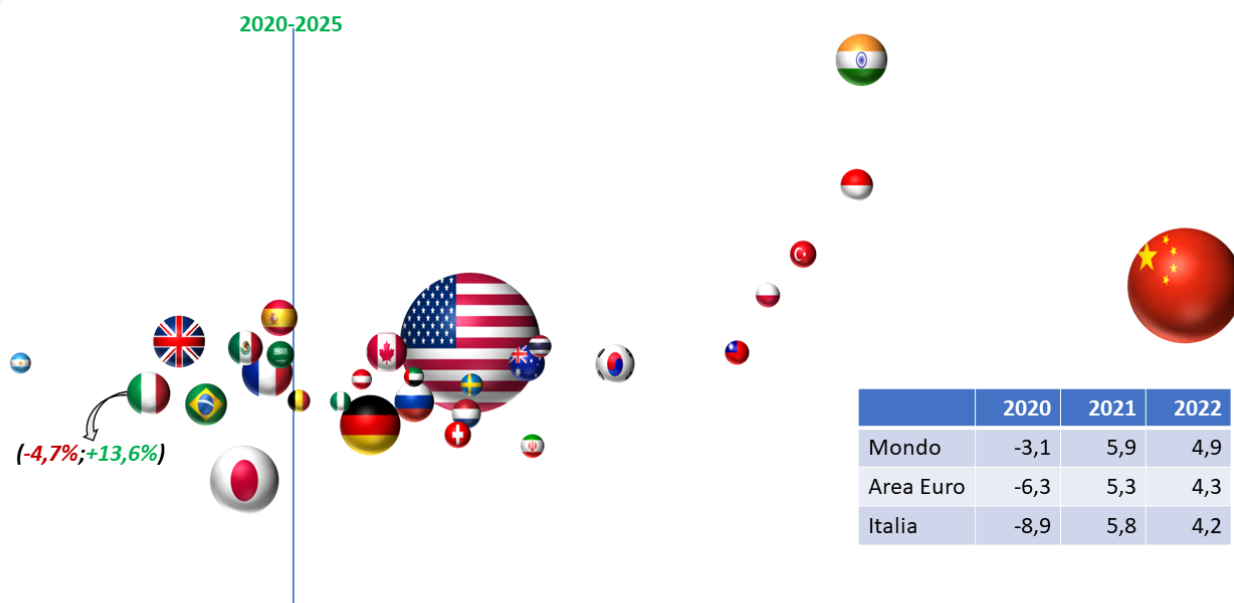 2020-2025
(-4,7%;+13,6%)
2020 2021 2022
Mondo -3,1 5,9 4,9
Area Euro -6,3 5,3 4,3
Italia -8,9 5,8 4,2